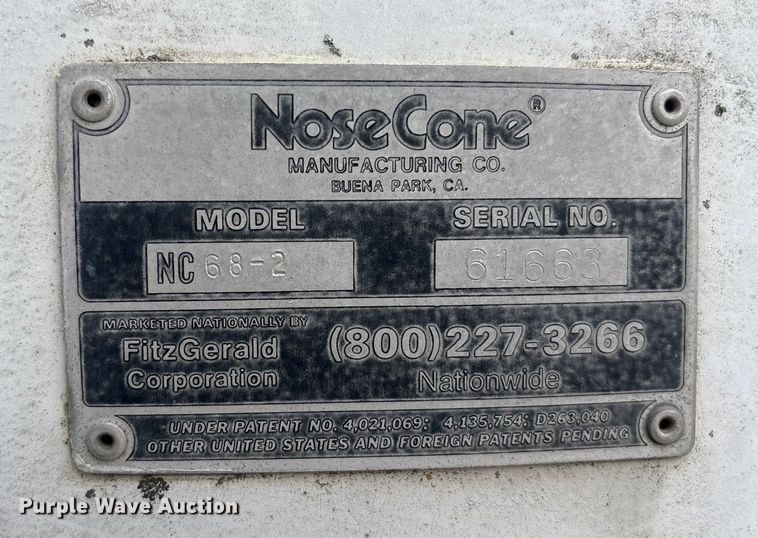 NoseCone®
MANUFACTURING CO.
BUENA PARK, CA.
MODEL SERIAL NO.
NC 68-2 61663
MARKETED NATIONALLY BY
FitzGerald
Corporation
(800)227-3266
Nationwide
UNDER PATENT NO. 4,021,069; 4,135,754; D263,040
OTHER UNITED STATES AND FOREIGN PATENTS PENDING
Purple Wave Auction